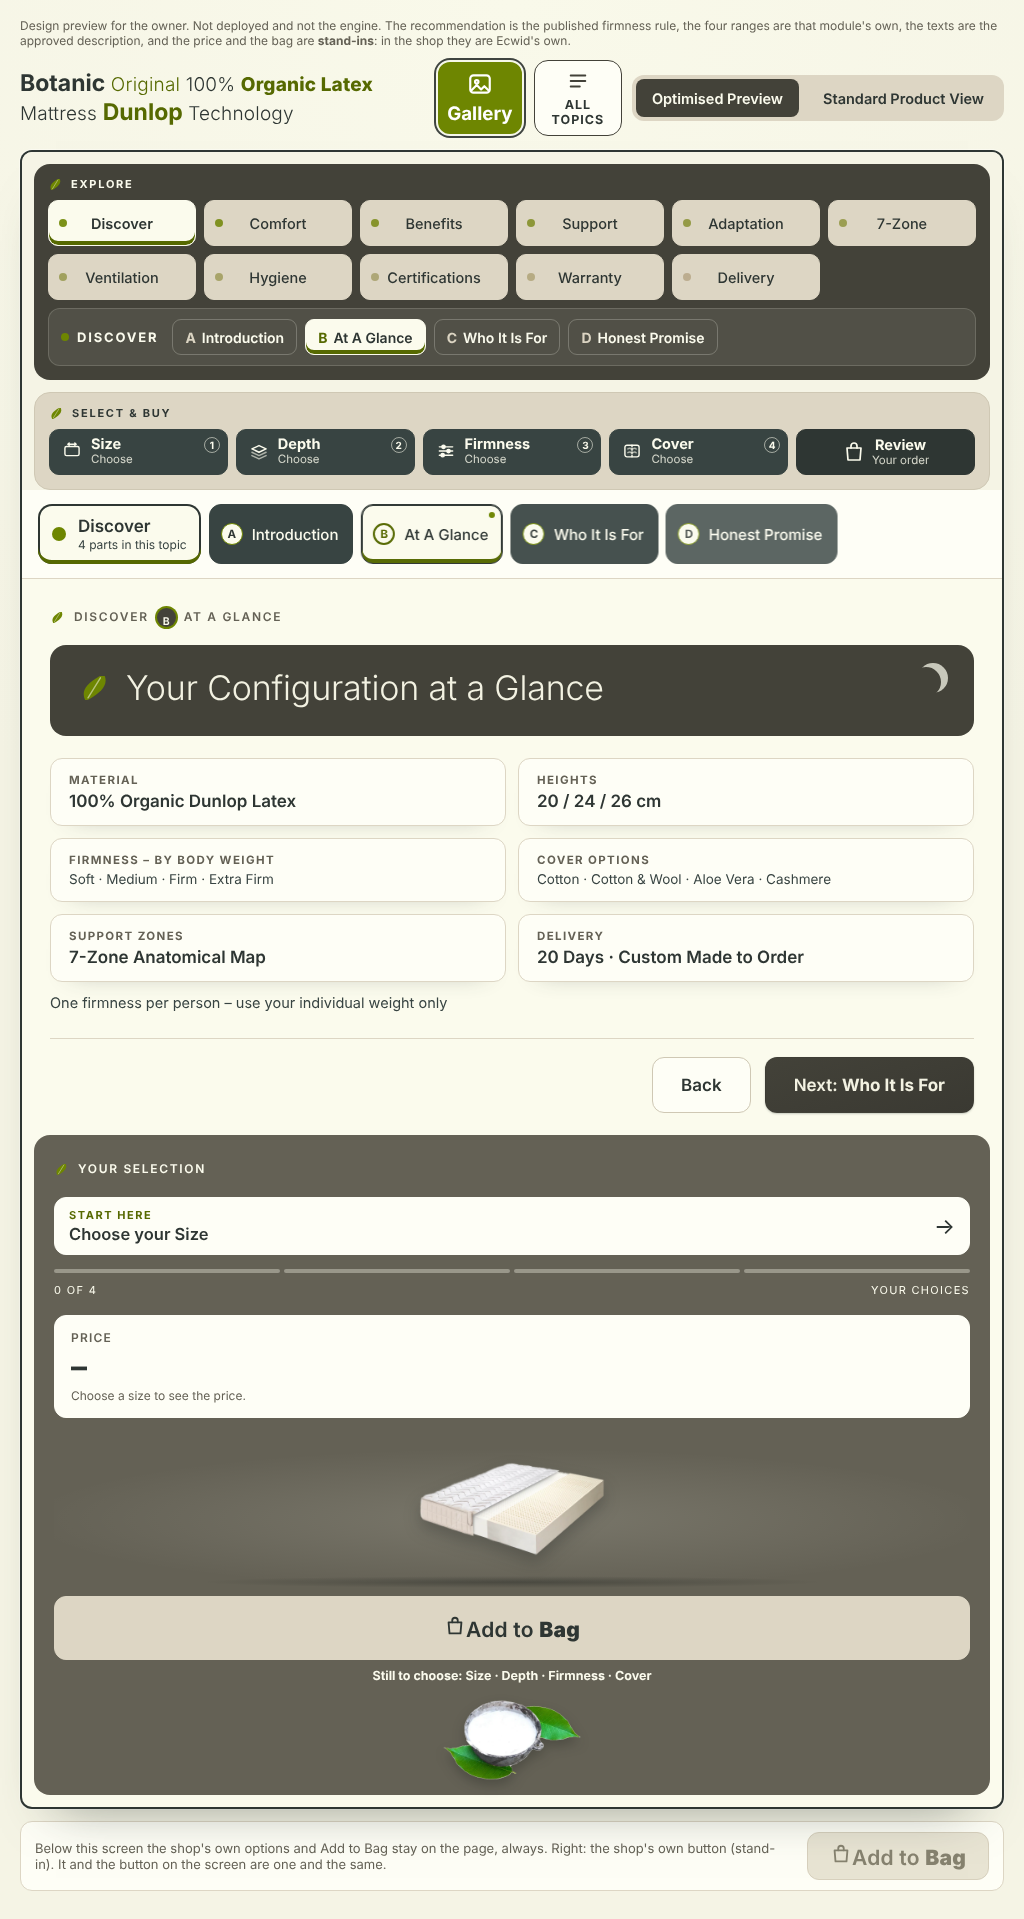 Design preview for the owner. Not deployed and not the engine. The recommendation is the published firmness rule, the four ranges are that module's own, the texts are the
approved description, and the price and the bag are stand-ins: in the shop they are Ecwid's own.
Botanic Original 100% Organic Latex
Mattress Dunlop Technology
Gallery
ALL
TOPICS
Optimised Preview
Standard Product View
EXPLORE
Discover
Comfort
Benefits
Support
Adaptation
7-Zone
Ventilation
Hygiene
Certifications
Warranty
Delivery
DISCOVER
A Introduction
B At A Glance
C Who It Is For
D Honest Promise
SELECT & BUY
Size
Choose
1
Depth
Choose
2
Firmness
Choose
3
Cover
Choose
4
Review
Your order
Discover
4 parts in this topic
A Introduction
B At A Glance
C Who It Is For
D Honest Promise
DISCOVER B AT A GLANCE
Your Configuration at a Glance
MATERIAL
100% Organic Dunlop Latex
HEIGHTS
20 / 24 / 26 cm
FIRMNESS – BY BODY WEIGHT
Soft · Medium · Firm · Extra Firm
COVER OPTIONS
Cotton · Cotton & Wool · Aloe Vera · Cashmere
SUPPORT ZONES
7-Zone Anatomical Map
DELIVERY
20 Days · Custom Made to Order
One firmness per person – use your individual weight only
Back
Next: Who It Is For
YOUR SELECTION
START HERE
Choose your Size
0 OF 4
YOUR CHOICES
PRICE
–
Choose a size to see the price.
Add to Bag
Still to choose: Size · Depth · Firmness · Cover
Below this screen the shop's own options and Add to Bag stay on the page, always. Right: the shop's own button (stand-
in). It and the button on the screen are one and the same.
Add to Bag